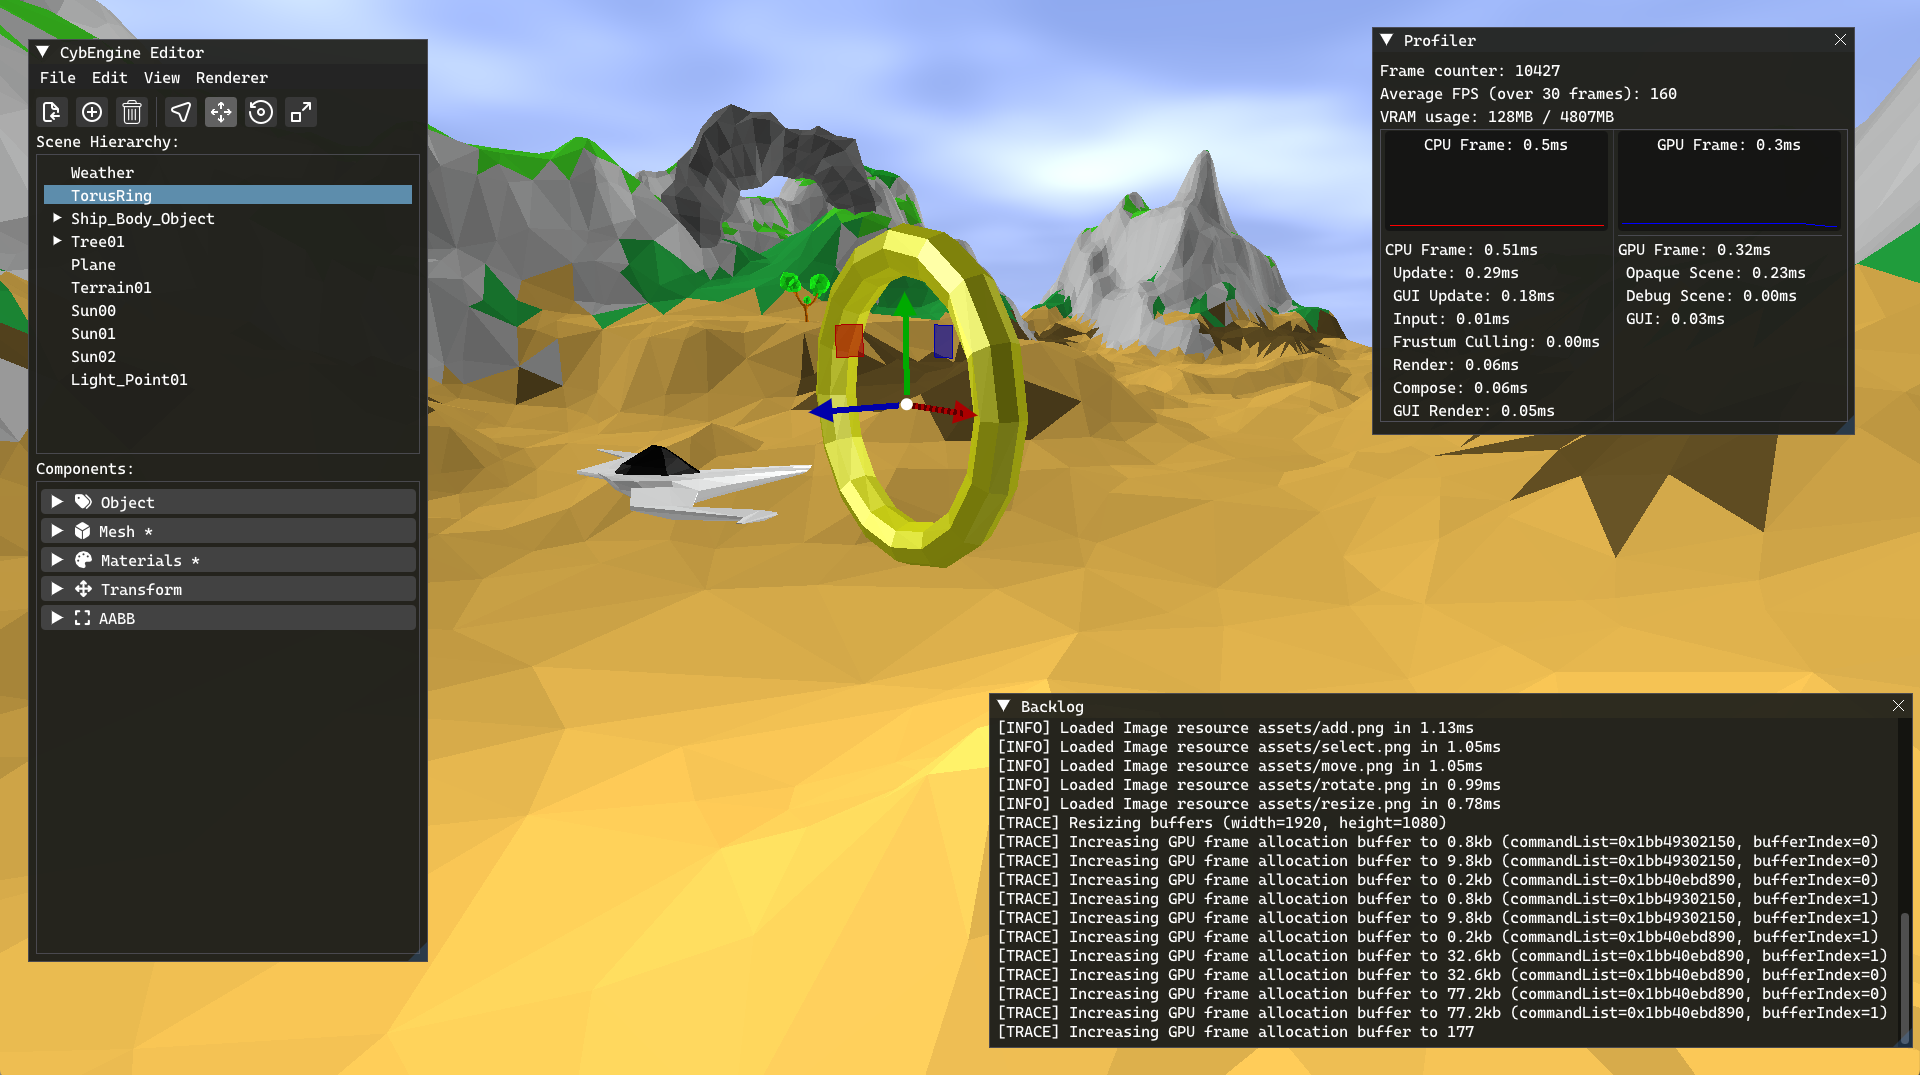 CybEngine Editor
File Edit View Renderer
Scene Hierarchy:
Weather
TorusRing
Ship_Body_Object
Tree01
Plane
Terrain01
Sun00
Sun01
Sun02
Light_Point01
Components:
Object
Mesh *
Materials *
Transform
AABB
Profiler
Frame counter: 10427
Average FPS (over 30 frames): 160
VRAM usage: 128MB / 4807MB
CPU Frame: 0.5ms
CPU Frame: 0.51ms
Update: 0.29ms
GUI Update: 0.18ms
Input: 0.01ms
Frustum Culling: 0.00ms
Render: 0.06ms
Compose: 0.06ms
GUI Render: 0.05ms
GPU Frame: 0.3ms
GPU Frame: 0.32ms
Opaque Scene: 0.23ms
Debug Scene: 0.00ms
GUI: 0.03ms
Backlog
[INFO] Loaded Image resource assets/add.png in 1.13ms
[INFO] Loaded Image resource assets/select.png in 1.05ms
[INFO] Loaded Image resource assets/move.png in 1.05ms
[INFO] Loaded Image resource assets/rotate.png in 0.99ms
[INFO] Loaded Image resource assets/resize.png in 0.78ms
[TRACE] Resizing buffers (width=1920, height=1080)
[TRACE] Increasing GPU frame allocation buffer to 0.8kb (commandList=0x1bb49302150, bufferIndex=0)
[TRACE] Increasing GPU frame allocation buffer to 9.8kb (commandList=0x1bb49302150, bufferIndex=0)
[TRACE] Increasing GPU frame allocation buffer to 0.2kb (commandList=0x1bb40ebd890, bufferIndex=0)
[TRACE] Increasing GPU frame allocation buffer to 0.8kb (commandList=0x1bb49302150, bufferIndex=1)
[TRACE] Increasing GPU frame allocation buffer to 9.8kb (commandList=0x1bb49302150, bufferIndex=1)
[TRACE] Increasing GPU frame allocation buffer to 0.2kb (commandList=0x1bb40ebd890, bufferIndex=1)
[TRACE] Increasing GPU frame allocation buffer to 32.6kb (commandList=0x1bb40ebd890, bufferIndex=1)
[TRACE] Increasing GPU frame allocation buffer to 32.6kb (commandList=0x1bb40ebd890, bufferIndex=0)
[TRACE] Increasing GPU frame allocation buffer to 77.2kb (commandList=0x1bb40ebd890, bufferIndex=0)
[TRACE] Increasing GPU frame allocation buffer to 77.2kb (commandList=0x1bb40ebd890, bufferIndex=1)
[TRACE] Increasing GPU frame allocation buffer to 177